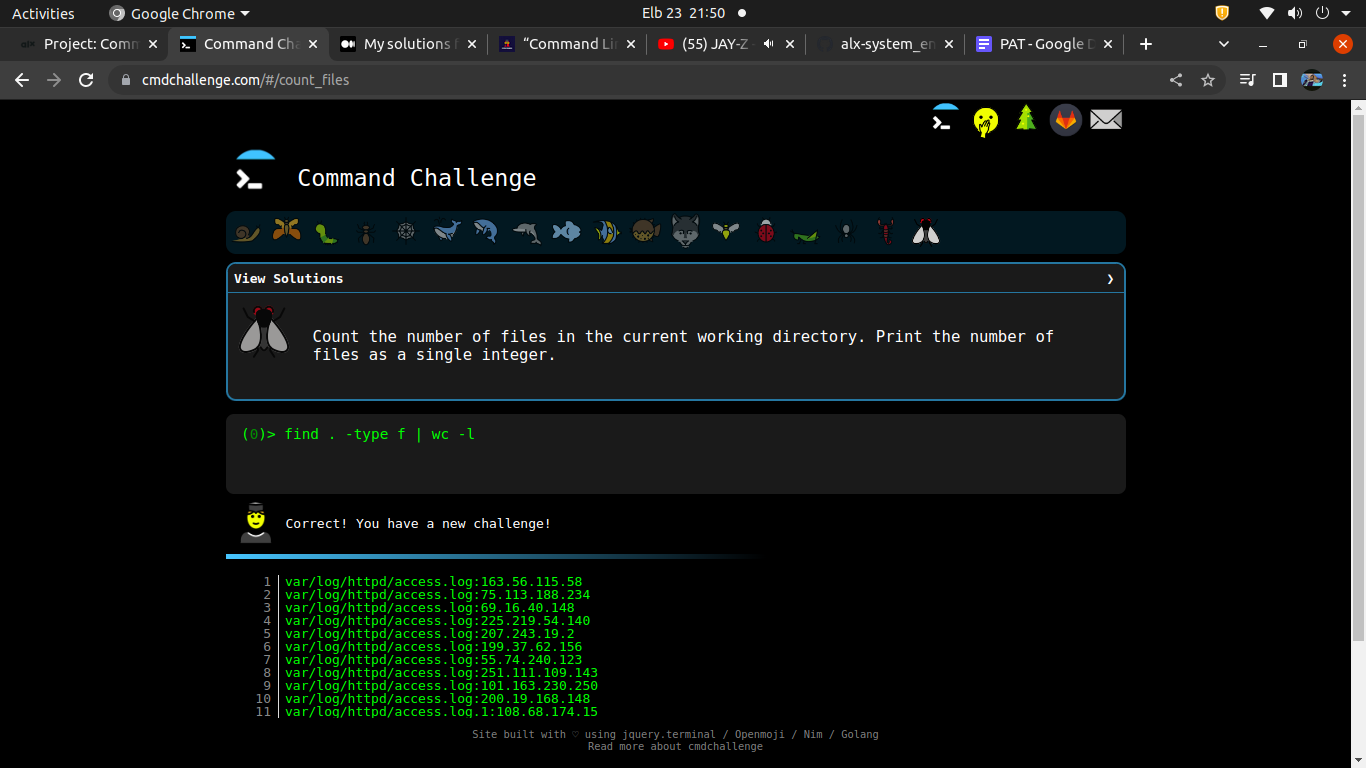 Activities Google Chrome Elb 23 21:50
Project: Comm Command Cha My solutions f “Command Li (55) JAY-Z alx-system_en PAT - Google D
cmdchallenge.com/#/count_files
Command Challenge
View Solutions
Count the number of files in the current working directory. Print the number of
files as a single integer.
(0)> find . -type f | wc -l
Correct! You have a new challenge!
1 var/log/httpd/access.log:163.56.115.58
2 var/log/httpd/access.log:75.113.188.234
3 var/log/httpd/access.log:69.16.40.148
4 var/log/httpd/access.log:225.219.54.140
5 var/log/httpd/access.log:207.243.19.2
6 var/log/httpd/access.log:199.37.62.156
7 var/log/httpd/access.log:55.74.240.123
8 var/log/httpd/access.log:251.111.109.143
9 var/log/httpd/access.log:101.163.230.250
10 var/log/httpd/access.log:200.19.168.148
11 var/log/httpd/access.log.1:108.68.174.15
Site built with ♡ using jquery.terminal / Openmoji / Nim / Golang
Read more about cmdchallenge